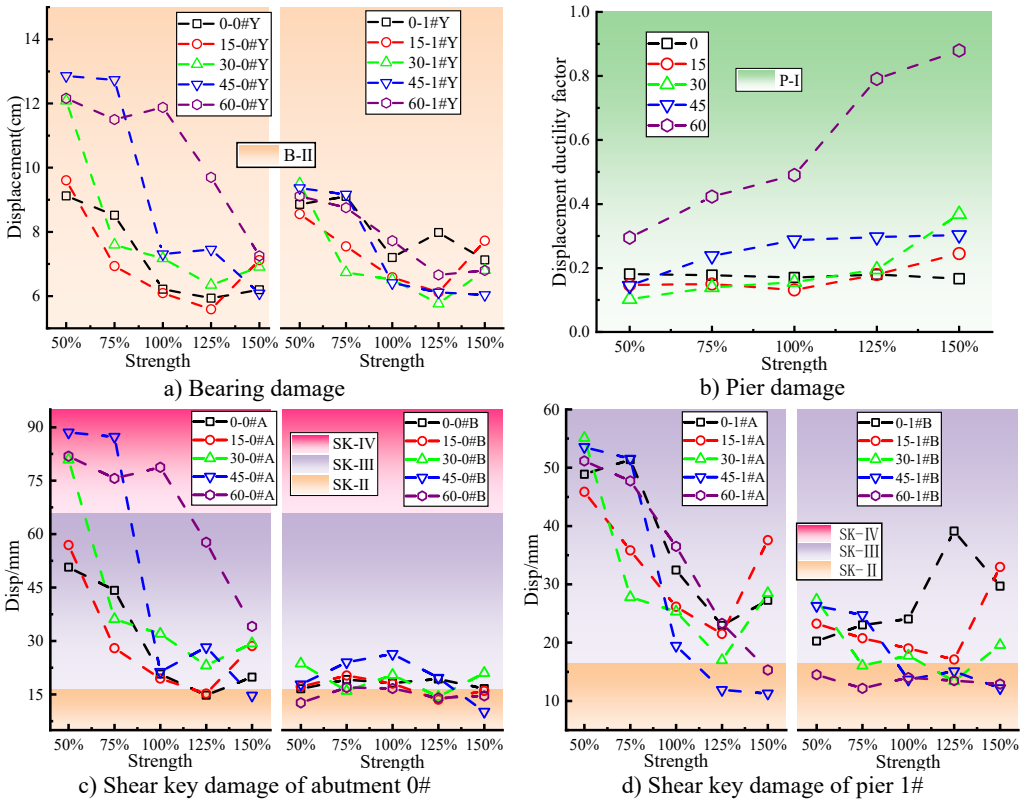 Displacement(cm)
14
12
10
8
6
0-0#Y
15-0#Y
30-0#Y
45-0#Y
60-0#Y
0-1#Y
15-1#Y
30-1#Y
45-1#Y
60-1#Y
B-II
50% 75% 100% 125% 150% 50% 75% 100% 125% 150%
Strength Strength
a) Bearing damage
Displacement ductility factor
1.0
0.8
0.6
0.4
0.2
0.0
0
15
30
45
60
P-I
50% 75% 100% 125% 150%
Strength
b) Pier damage
Disp/mm
90
75
60
45
30
15
0-0#A
15-0#A
30-0#A
45-0#A
60-0#A
SK-IV
SK-III
SK-II
0-0#B
15-0#B
30-0#B
45-0#B
60-0#B
50% 75% 100% 125% 150% 50% 75% 100% 125% 150%
Strength Strength
c) Shear key damage of abutment 0#
Disp/mm
60
50
40
30
20
10
0-1#A
15-1#A
30-1#A
45-1#A
60-1#A
0-1#B
15-1#B
30-1#B
45-1#B
60-1#B
SK-IV
SK-III
SK-II
50% 75% 100% 125% 150% 50% 75% 100% 125% 150%
Strength Strength
d) Shear key damage of pier 1#